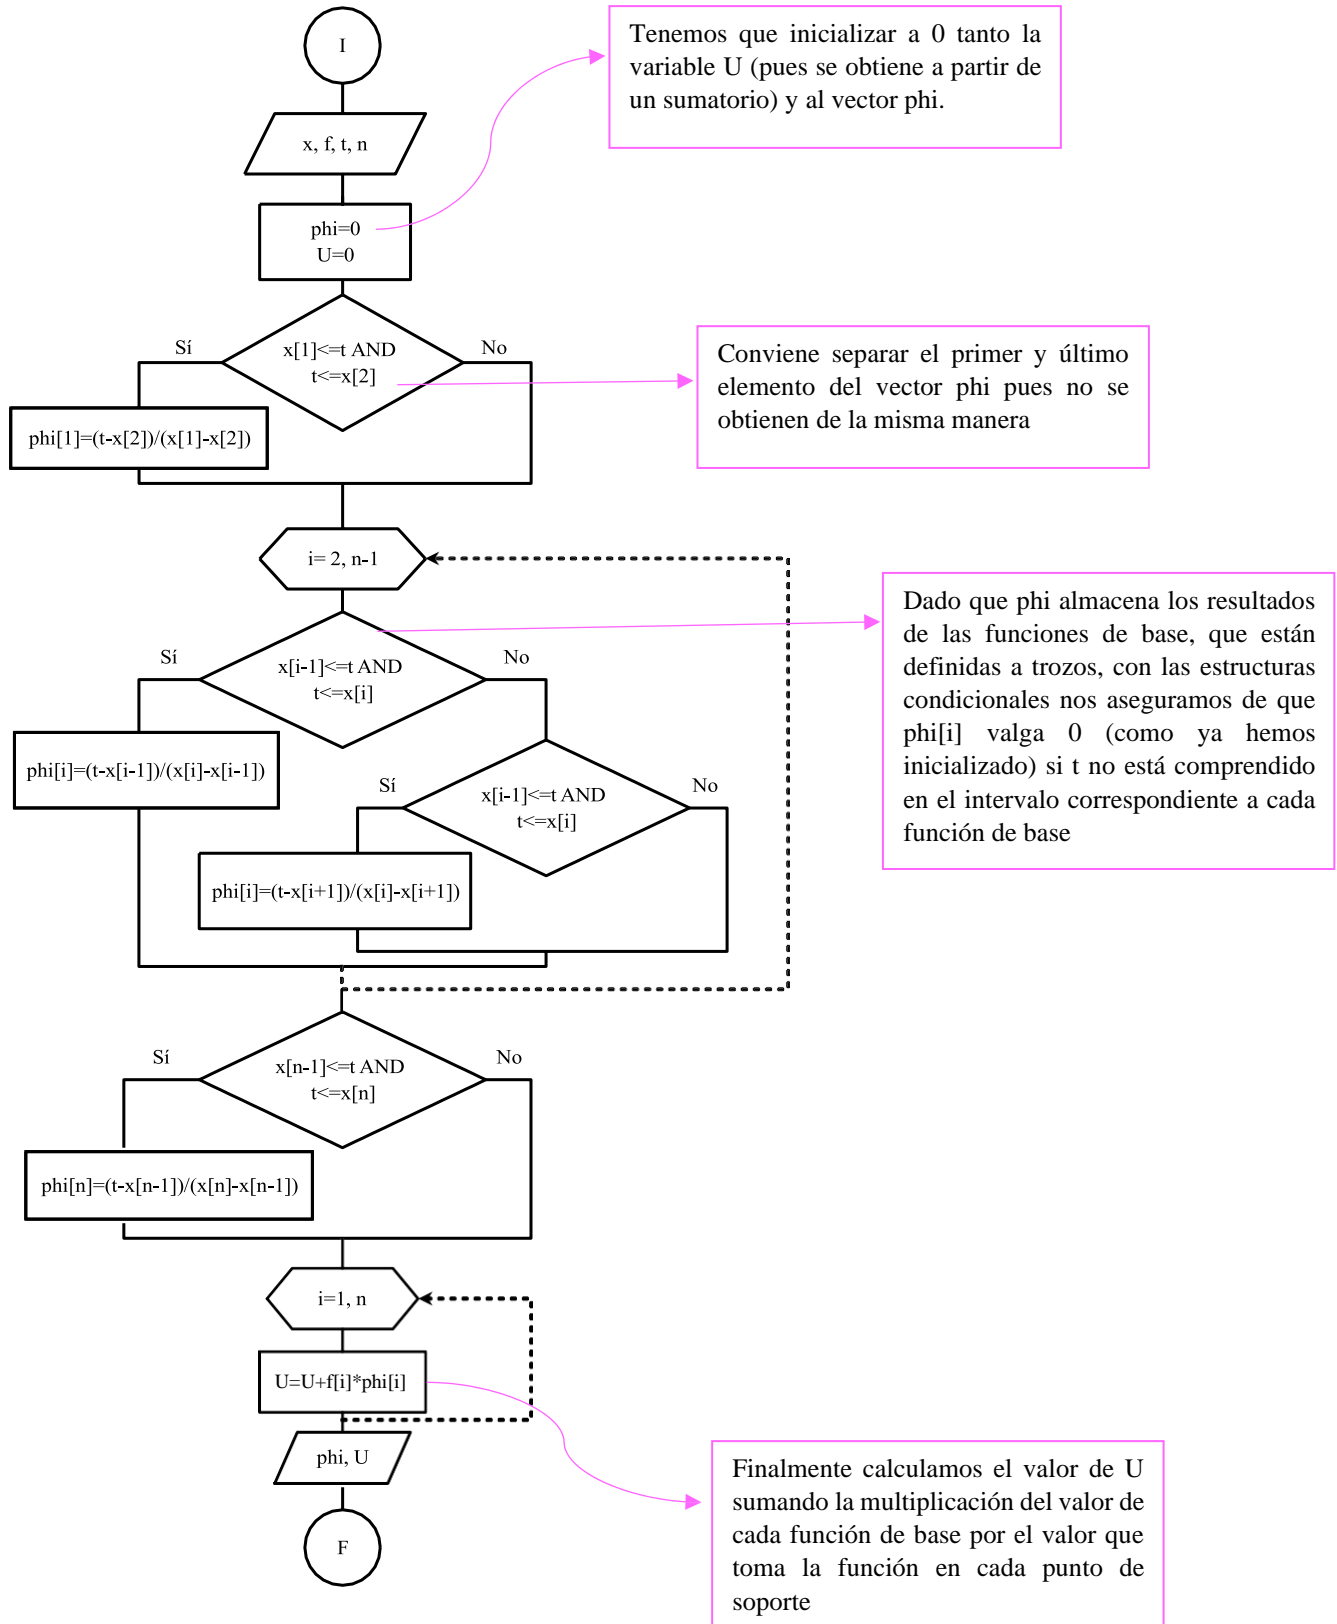 I
Tenemos que inicializar a 0 tanto la
variable U (pues se obtiene a partir de
un sumatorio) y al vector phi.
x, f, t, n
phi=0
U=0
Sí
x[1]<=t AND
t<=x[2]
No
Conviene separar el primer y último
elemento del vector phi pues no se
obtienen de la misma manera
phi[1]=(t-x[2])/(x[1]-x[2])
i= 2, n-1
Dado que phi almacena los resultados
de las funciones de base, que están
definidas a trozos, con las estructuras
condicionales nos aseguramos de que
phi[i] valga 0 (como ya hemos
inicializado) si t no está comprendido
en el intervalo correspondiente a cada
función de base
Sí
x[i-1]<=t AND
t<=x[i]
No
phi[i]=(t-x[i-1])/(x[i]-x[i-1])
Sí
x[i-1]<=t AND
t<=x[i]
No
phi[i]=(t-x[i+1])/(x[i]-x[i+1])
Sí
x[n-1]<=t AND
t<=x[n]
No
phi[n]=(t-x[n-1])/(x[n]-x[n-1])
i=1, n
U=U+f[i]*phi[i]
phi, U
Finalmente calculamos el valor de U
sumando la multiplicación del valor de
cada función de base por el valor que
toma la función en cada punto de
soporte
F